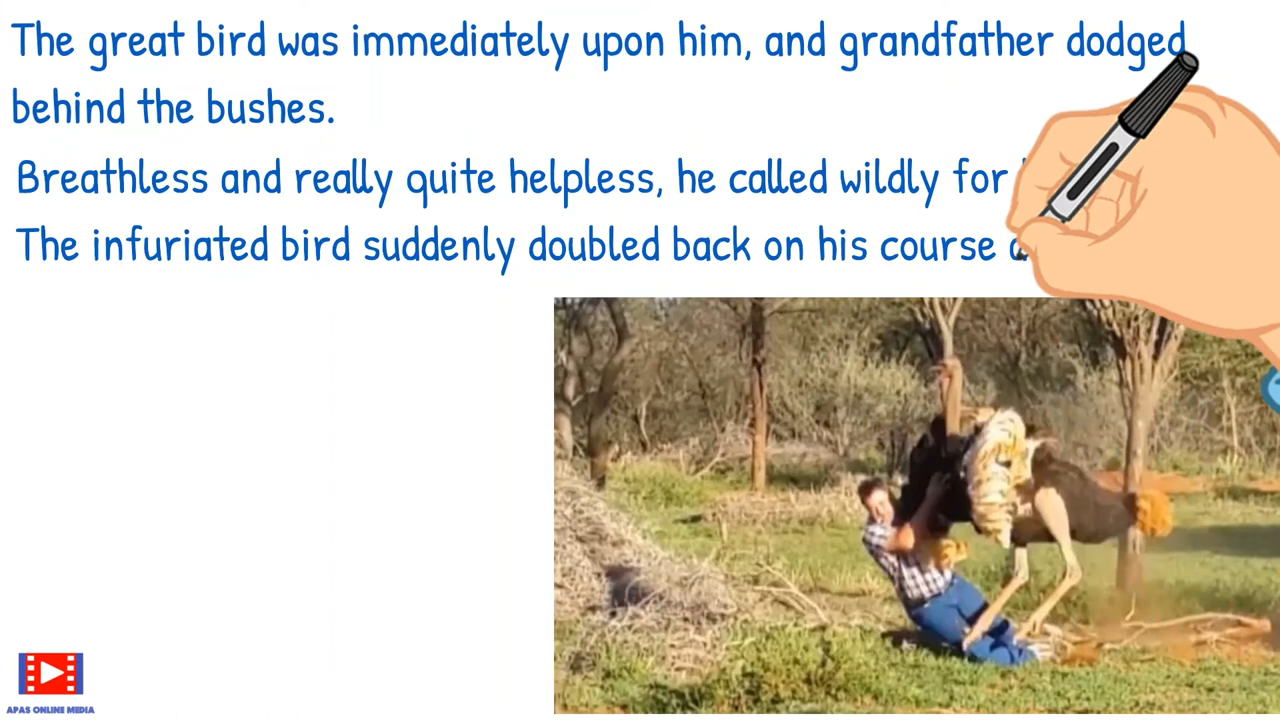 The great bird was immediately upon him, and grandfather dodged
behind the bushes.
Breathless and really quite helpless, he called wildly for
The infuriated bird suddenly doubled back on his course
APAS ONLINE MEDIA